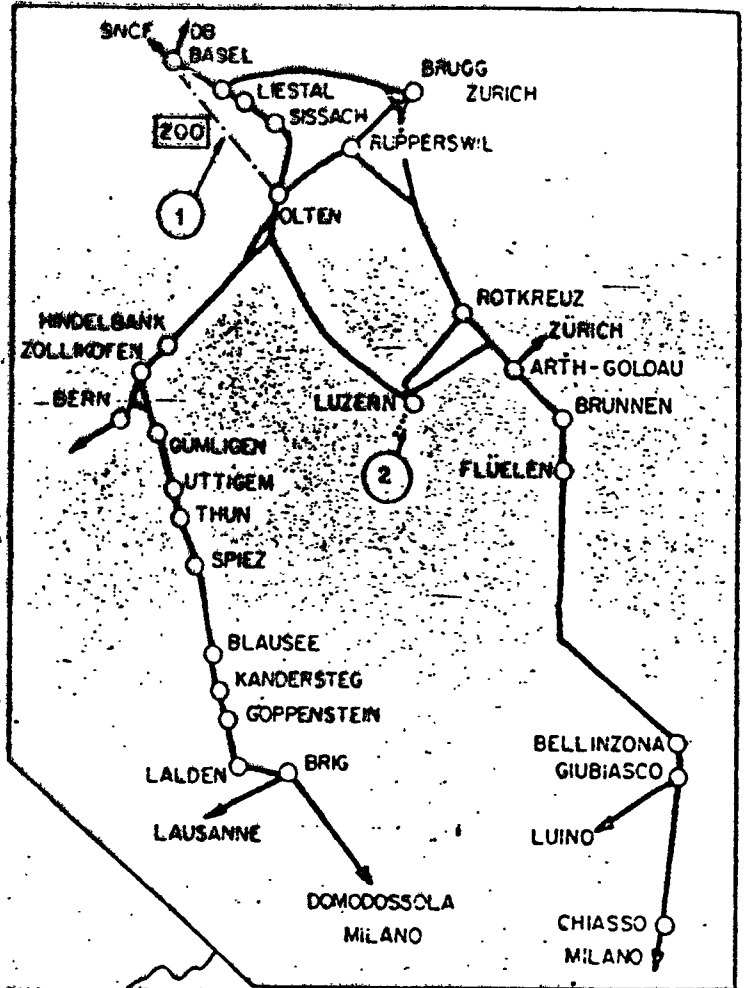 SNCF DB
BASEL
BRUGG
ZURICH
LIESTAL
SISSACH
200
RUPPERSWIL
1
OLTEN
ROTKREUZ
HINDELBANK
ZÜRICH
ZOLLIKOFEN
ARTH-GOLDAU
BERN
LUZERN
BRUNNEN
GÜMLIGEN
FLÜELEN
2
UTTIGEM
THUN
SPIEZ
BLAUSEE
KANDERSTEG
GOPPENSTEIN
BELLINZONA
LALDEN
BRIG
GIUBIASCO
LAUSANNE
LUINO
DOMODOSSOLA
MILANO
CHIASSO
MILANO